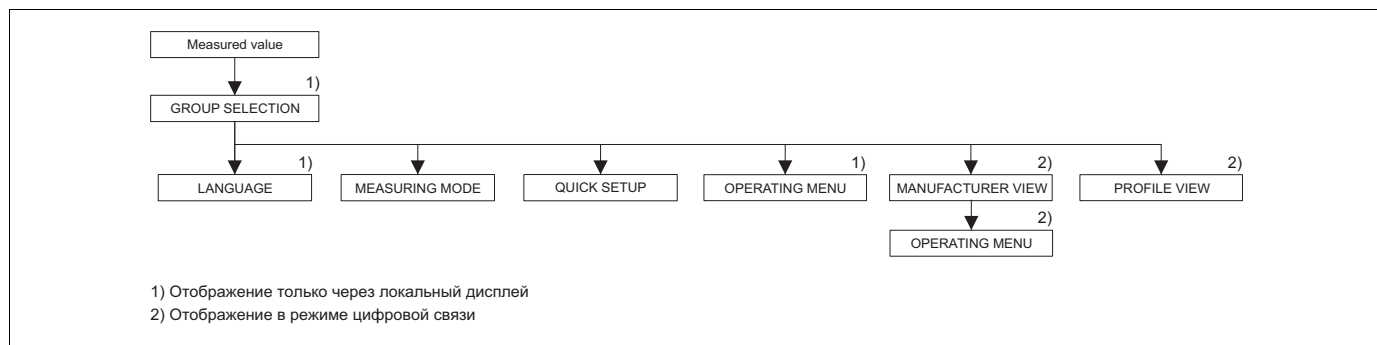 Measured value
1)
GROUP SELECTION
1) 1) 2) 2)
LANGUAGE MEASURING MODE QUICK SETUP OPERATING MENU MANUFACTURER VIEW PROFILE VIEW
2)
OPERATING MENU
1) Отображение только через локальный дисплей
2) Отображение в режиме цифровой связи